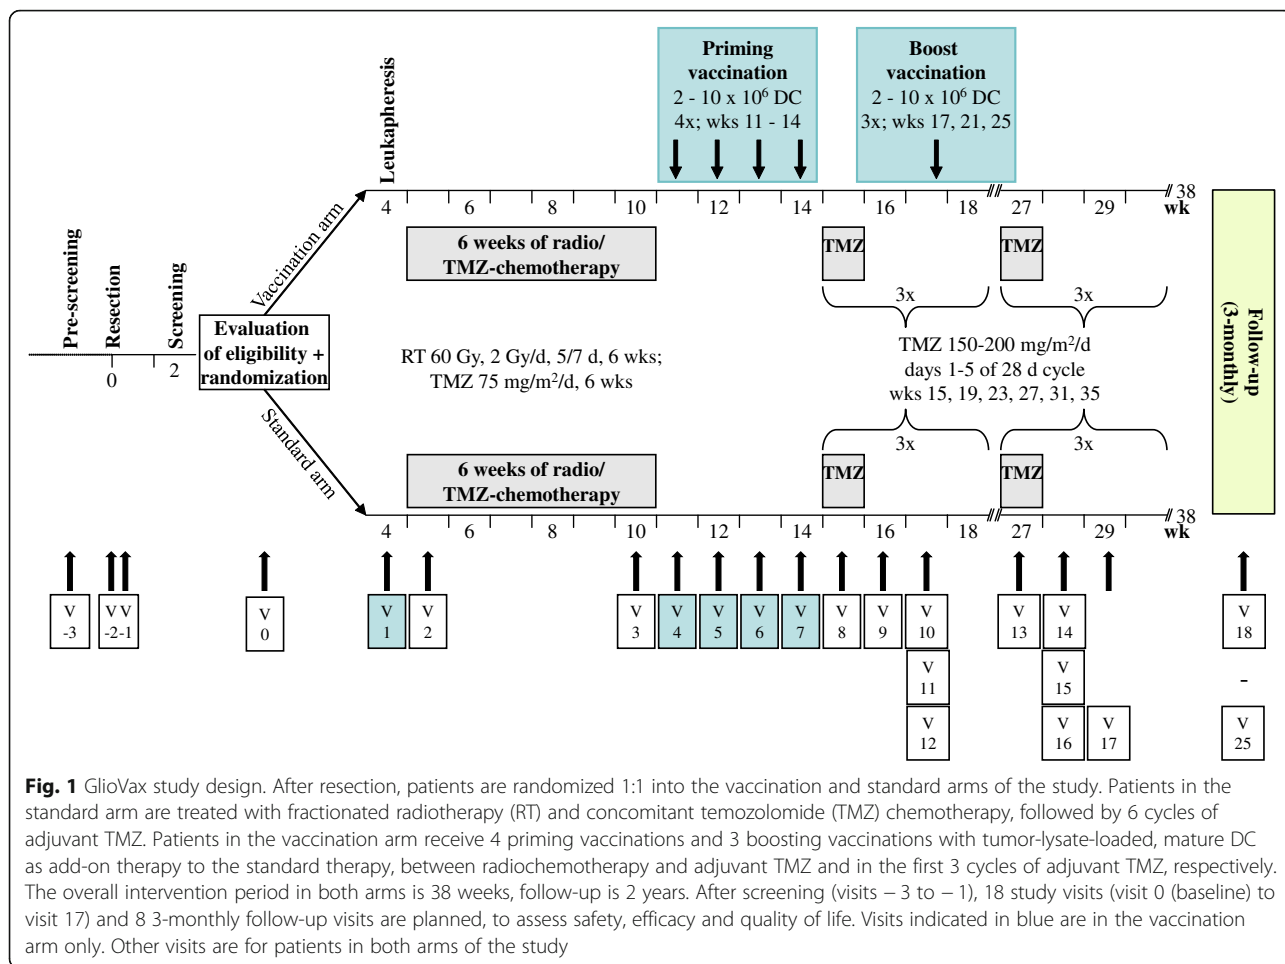 Priming
vaccination
2 - 10 x 10⁶ DC
4x; wks 11 - 14
Boost
vaccination
2 - 10 x 10⁶ DC
3x; wks 17, 21, 25
Leukapheresis
4 6 8 10 12 14 16 18 27 29 38
wk
Vaccination arm
6 weeks of radio/
TMZ-chemotherapy
TMZ
TMZ
3x
3x
Pre-screening
Resection
Screening
0
2
Evaluation
of eligibility +
randomization
RT 60 Gy, 2 Gy/d, 5/7 d, 6 wks;
TMZ 75 mg/m²/d, 6 wks
TMZ 150-200 mg/m²/d
days 1-5 of 28 d cycle
wks 15, 19, 23, 27, 31, 35
Follow-up
(3-monthly)
Standard arm
3x
3x
6 weeks of radio/
TMZ-chemotherapy
TMZ
TMZ
4 6 8 10 12 14 16 18 27 29 38
wk
V V V V V V V V V V V V V V V V V V
-3 -2 -1 0 1 2 3 4 5 6 7 8 9 10 13 14 18
V V -
11 15
V V V V
12 16 17 25
Fig. 1 GlioVax study design. After resection, patients are randomized 1:1 into the vaccination and standard arms of the study. Patients in the
standard arm are treated with fractionated radiotherapy (RT) and concomitant temozolomide (TMZ) chemotherapy, followed by 6 cycles of
adjuvant TMZ. Patients in the vaccination arm receive 4 priming vaccinations and 3 boosting vaccinations with tumor-lysate-loaded, mature DC
as add-on therapy to the standard therapy, between radiochemotherapy and adjuvant TMZ and in the first 3 cycles of adjuvant TMZ, respectively.
The overall intervention period in both arms is 38 weeks, follow-up is 2 years. After screening (visits − 3 to − 1), 18 study visits (visit 0 (baseline) to
visit 17) and 8 3-monthly follow-up visits are planned, to assess safety, efficacy and quality of life. Visits indicated in blue are in the vaccination
arm only. Other visits are for patients in both arms of the study